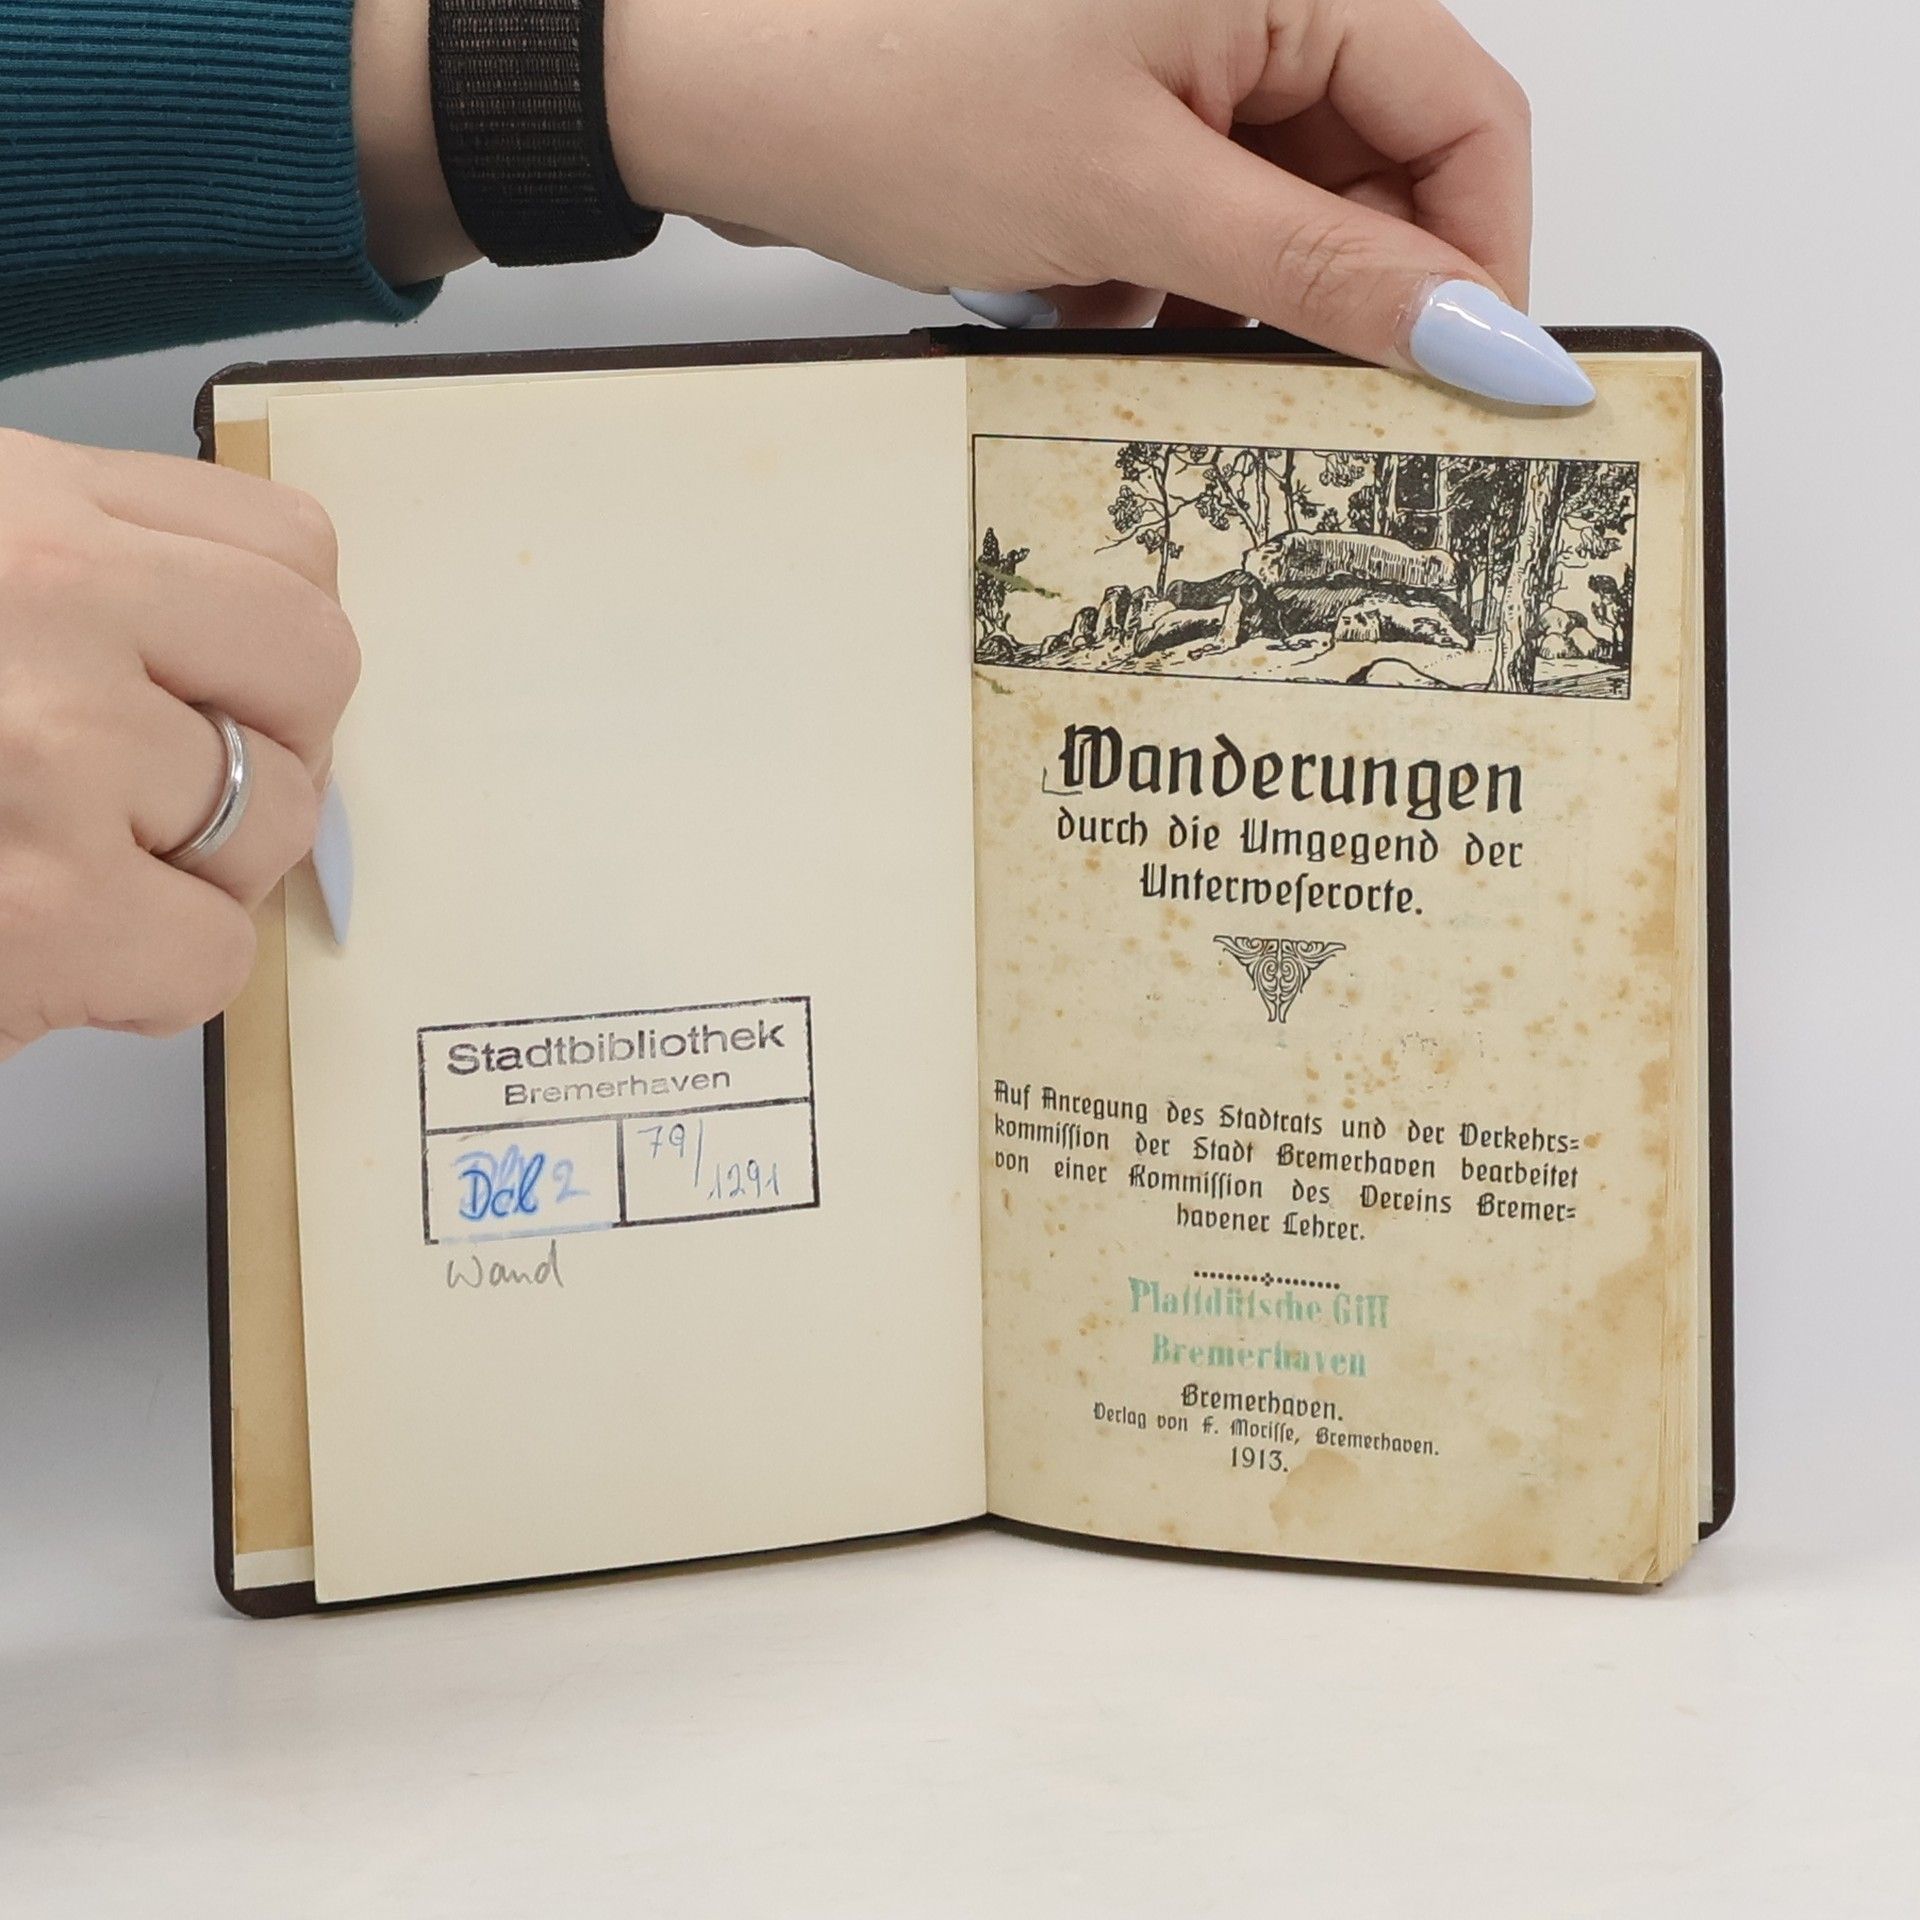 Stadtbibliothek
Bremerhaven
79/
1291
Wand
Wanderungen
durch die Umgegend der
Unterweſerorte.
Auf Anregung des Stadtrats und der Verkehrs=
kommiſſion der Stadt Bremerhaven bearbeitet
von einer Kommiſſion des Vereins Bremer=
havener Lehrer.
Plattdütsche Gill
Bremerhaven
Bremerhaven.
Verlag von F. Moriſſe, Bremerhaven.
1913.